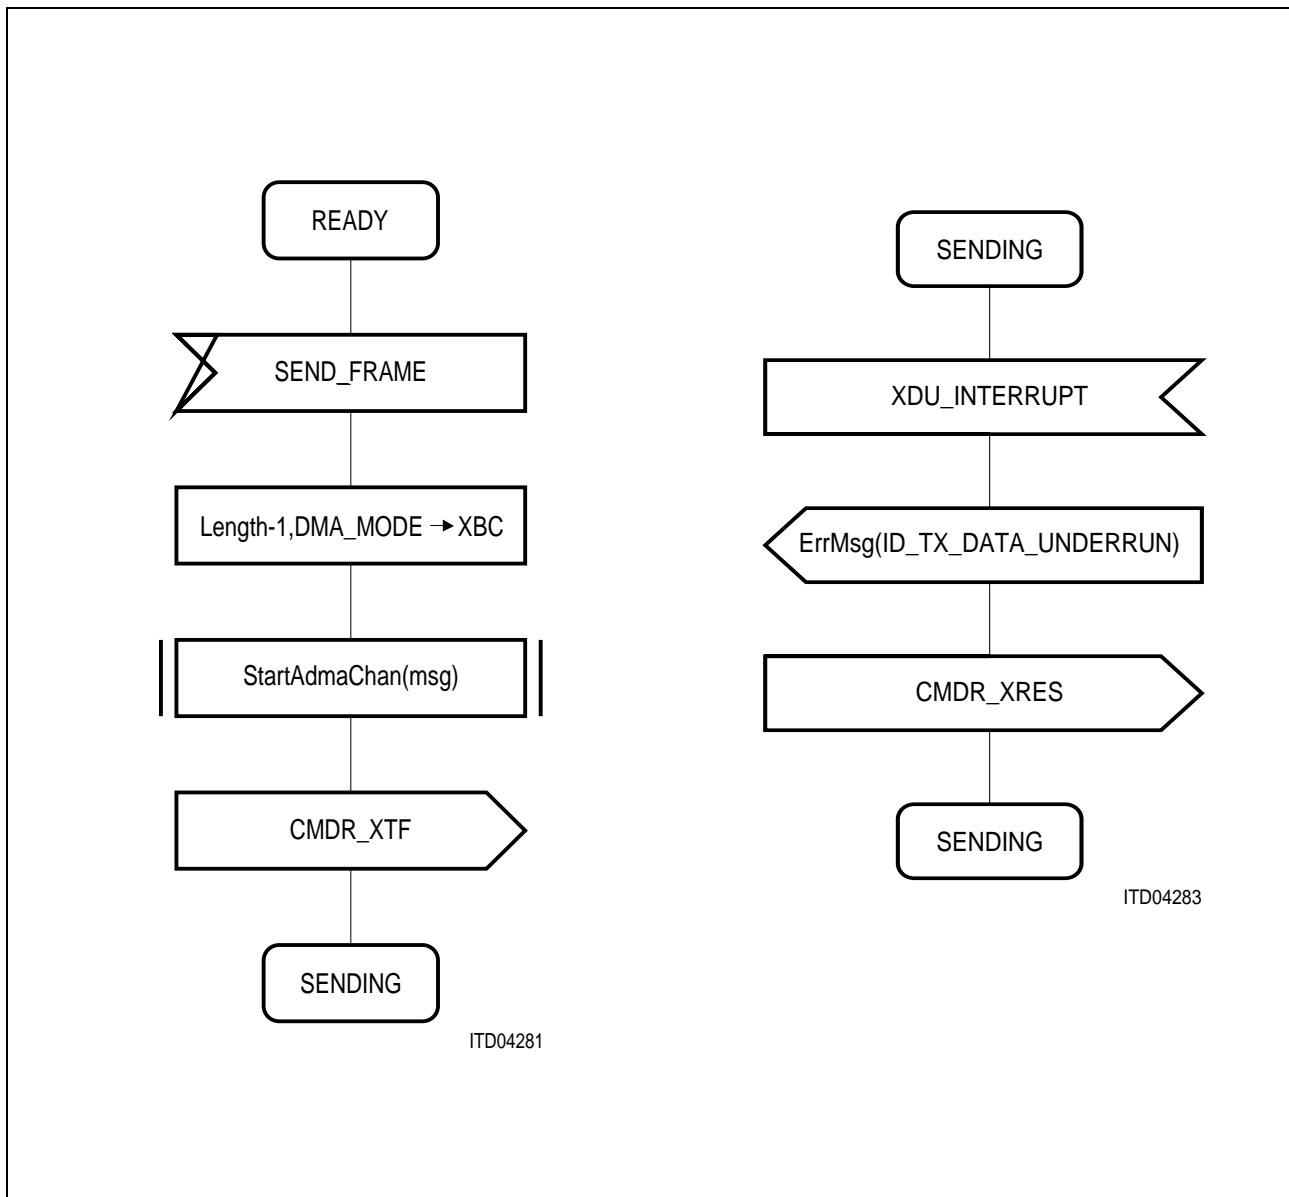 READY
SEND_FRAME
Length-1,DMA_MODE → XBC
StartAdmaChan(msg)
CMDR_XTF
SENDING
ITD04281
SENDING
XDU_INTERRUPT
ErrMsg(ID_TX_DATA_UNDERRUN)
CMDR_XRES
SENDING
ITD04283